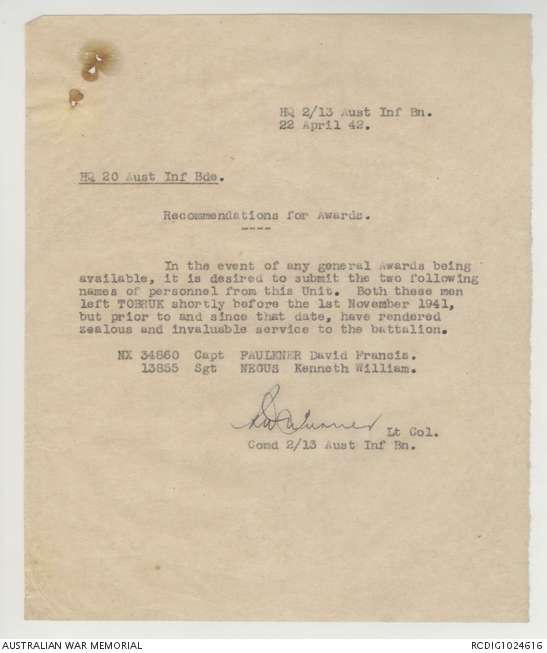 HQ 2/13 Aust Inf Bn.
22 April 42.
HQ 20 Aust Inf Bde.
Recommendations for Awards.
----
In the event of any general Awards being
available, it is desired to submit the two following
names of personnel from this Unit. Both these men
left TOBRUK shortly before the 1st November 1941,
but prior to and since that date, have rendered
zealous and invaluable service to the battalion.
NX 34860 Capt FAULKNER David Francis.
13855 Sgt NEGUS Kenneth William.
Lt Col.
Comd 2/13 Aust Inf Bn.
AUSTRALIAN WAR MEMORIAL
RCDIG1024616